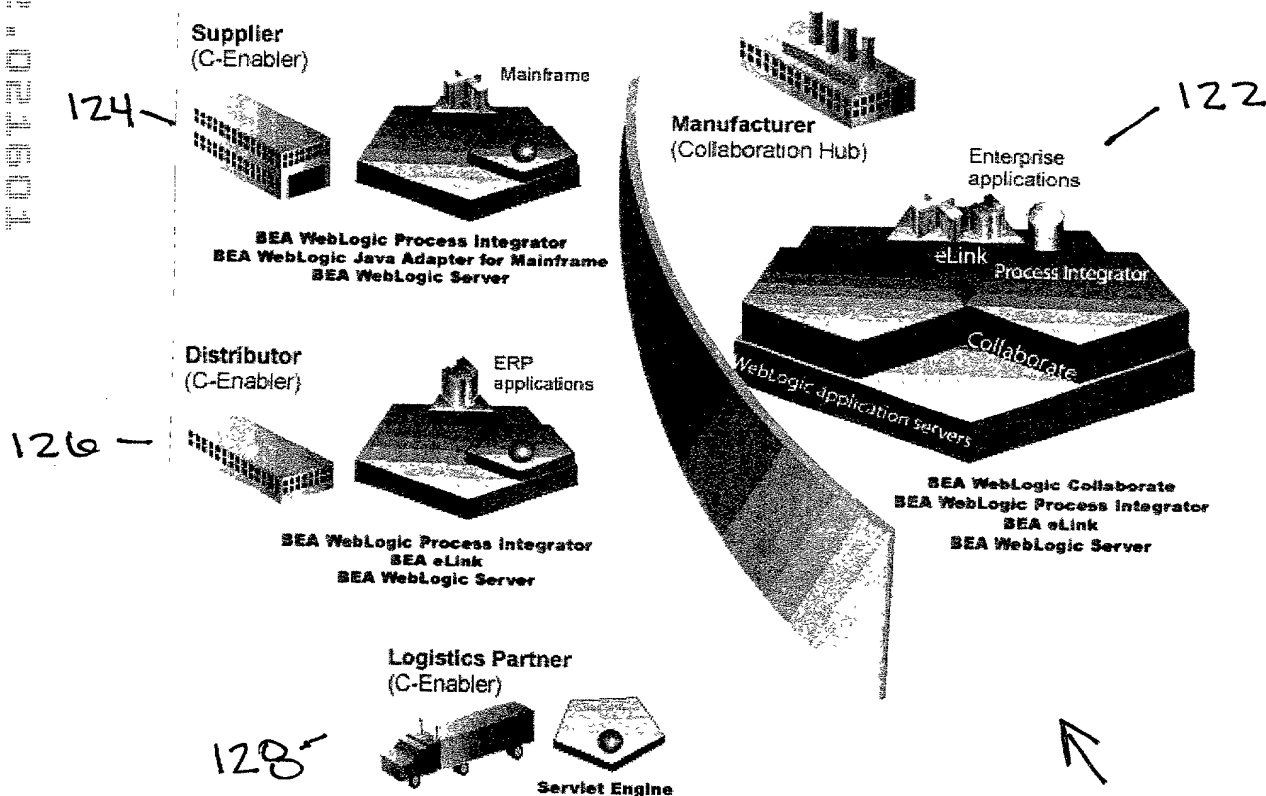 Supplier
(C-Enabler)
Mainframe
124
BEA WebLogic Process Integrator
BEA WebLogic Java Adapter for Mainframe
BEA WebLogic Server
Manufacturer
(Collaboration Hub)
122
Enterprise
applications
eLink
Process Integrator
Collaborate
WebLogic application servers
BEA WebLogic Collaborate
BEA WebLogic Process Integrator
BEA eLink
BEA WebLogic Server
Distributor
(C-Enabler)
ERP
applications
126
BEA WebLogic Process Integrator
BEA eLink
BEA WebLogic Server
Logistics Partner
(C-Enabler)
128
Servlet Engine